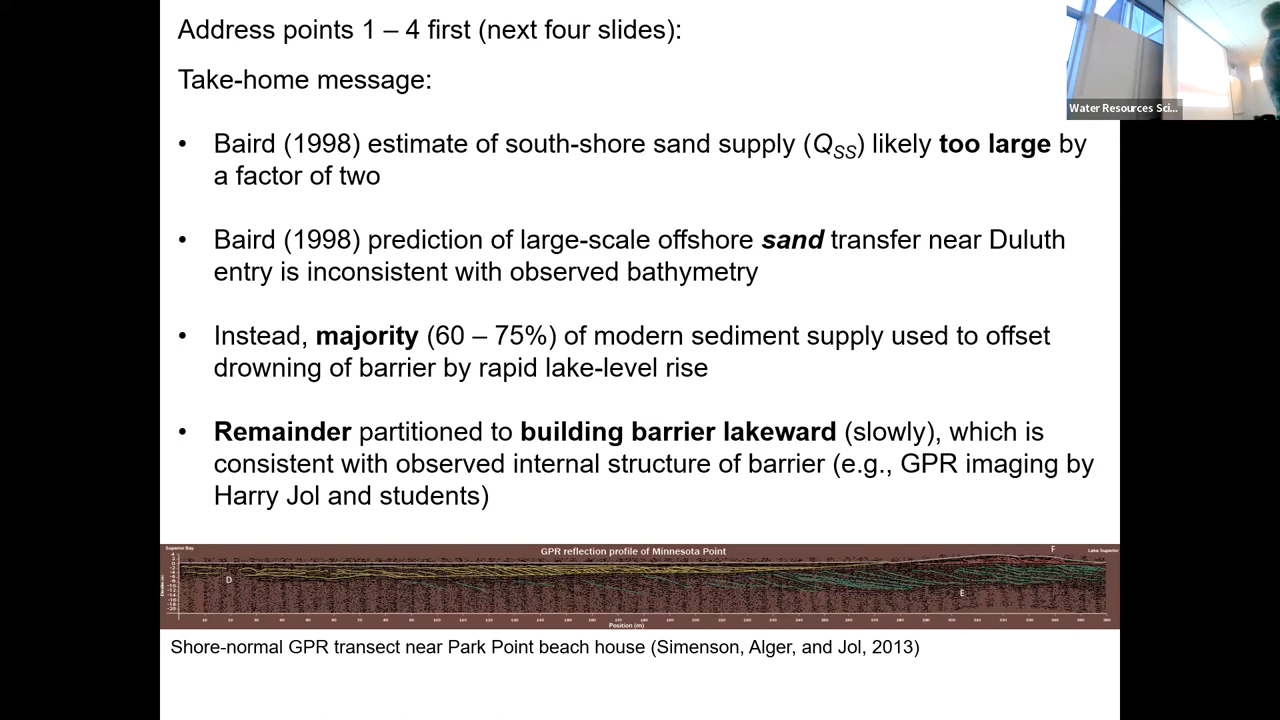 Address points 1 – 4 first (next four slides):
Take-home message:
• Baird (1998) estimate of south-shore sand supply (QSS) likely too large by
a factor of two
• Baird (1998) prediction of large-scale offshore sand transfer near Duluth
entry is inconsistent with observed bathymetry
• Instead, majority (60 – 75%) of modern sediment supply used to offset
drowning of barrier by rapid lake-level rise
• Remainder partitioned to building barrier lakeward (slowly), which is
consistent with observed internal structure of barrier (e.g., GPR imaging by
Harry Jol and students)
Superior Bay
GPR reflection profile of Minnesota Point
F
Lake Superior
D
E
Position (m)
Shore-normal GPR transect near Park Point beach house (Simenson, Alger, and Jol, 2013)
Water Resources Sci...